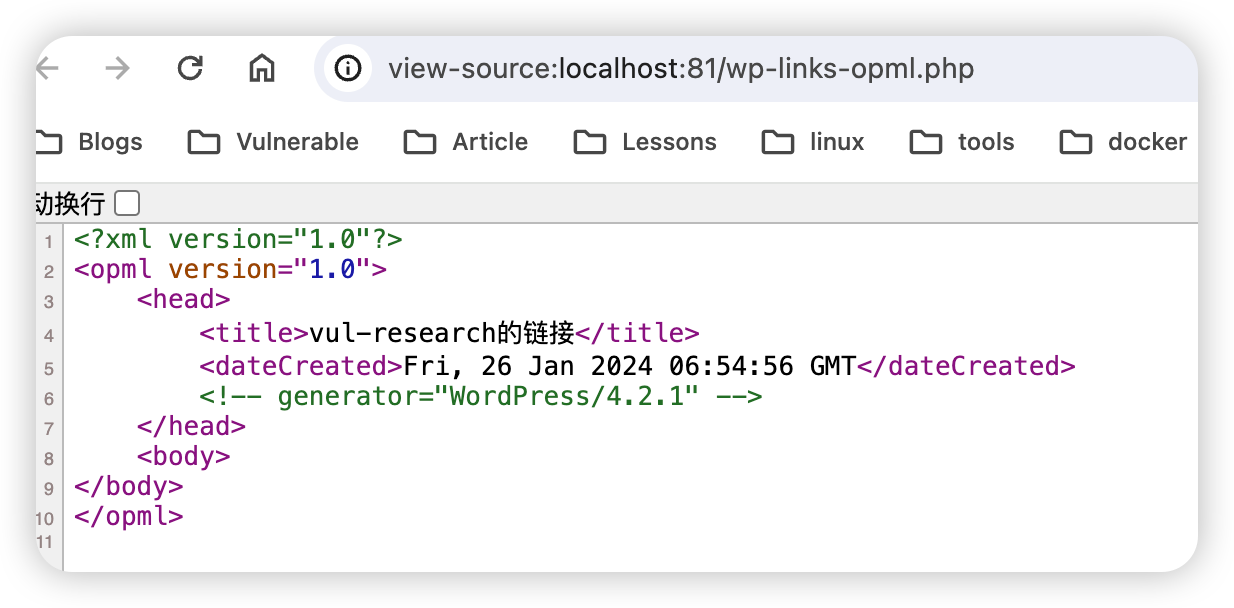 view-source:localhost:81/wp-links-opml.php
Blogs Vulnerable Article Lessons linux tools docker
动换行
1 <?xml version="1.0"?>
2 <opml version="1.0">
3 <head>
4 <title>vul-research的链接</title>
5 <dateCreated>Fri, 26 Jan 2024 06:54:56 GMT</dateCreated>
6 <!-- generator="WordPress/4.2.1" -->
7 </head>
8 <body>
9 </body>
10 </opml>
11